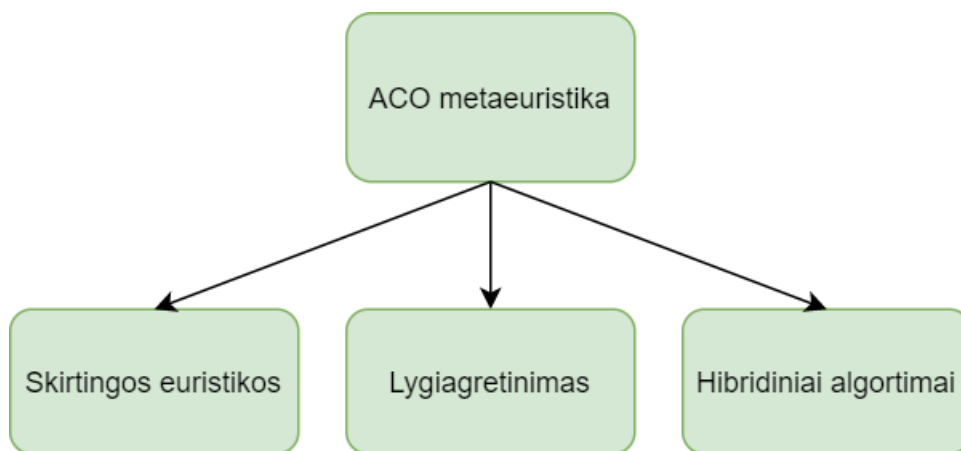 ACO metaeuristika
Skirtingos euristikos
Lygiagretinimas
Hibridiniai algortimai